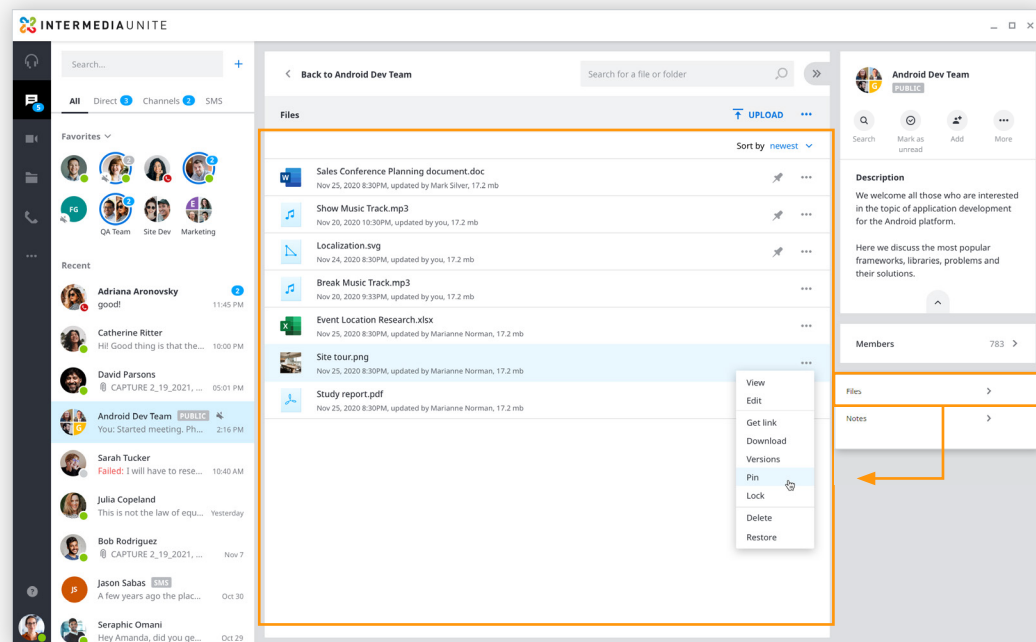 INTERMEDIA UNITE
Search...
+
All Direct 3 Channels 2 SMS
5
Favorites
2
2
FG
2
E
QA Team Site Dev Marketing
Recent
Adriana Aronovsky 2
good! 11:45 PM
Catherine Ritter
Hi! Good thing is that the... 10:00 PM
David Parsons
CAPTURE 2_19_2021, ... 05:01 PM
Android Dev Team PUBLIC
G
You: Started meeting. Ph... 2:16 PM
Sarah Tucker
Failed: I will have to rese... 10:40 AM
Julia Copeland
This is not the law of equ... Yesterday
Bob Rodriguez
CAPTURE 2_19_2021, ... Nov 7
JS
Jason Sabas SMS
A few years ago the plac... Oct 30
Seraphic Omani
Hey Amanda, did you ge... Oct 29
Back to Android Dev Team
Search for a file or folder
Files
UPLOAD
Sort by newest
Sales Conference Planning document.doc
Nov 25, 2020 8:30PM, updated by Mark Silver, 17.2 mb
Show Music Track.mp3
Nov 20, 2020 10:30PM, updated by you, 17.2 mb
Localization.svg
Nov 24, 2020 8:30PM, updated by you, 17.2 mb
Break Music Track.mp3
Nov 20, 2020 9:33PM, updated by you, 17.2 mb
Event Location Research.xlsx
Nov 25, 2020 8:30PM, updated by Marianne Norman, 17.2 mb
Site tour.png
Nov 25, 2020 8:30PM, updated by Marianne Norman, 17.2 mb
Study report.pdf
Nov 25, 2020 8:30PM, updated by Marianne Norman, 17.2 mb
View
Edit
Get link
Download
Versions
Pin
Lock
Delete
Restore
Android Dev Team
PUBLIC
G
Search Mark as unread Add More
Description
We welcome all those who are interested
in the topic of application development
for the Android platform.
Here we discuss the most popular
frameworks, libraries, problems and
their solutions.
Members 783
Files
Notes